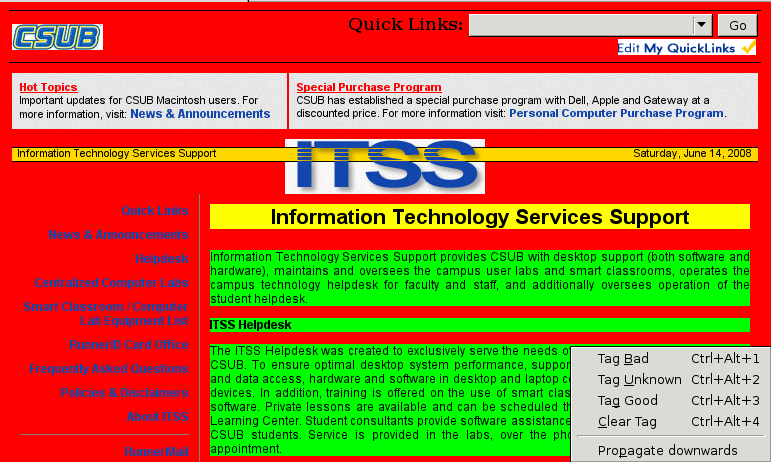 Quick Links:
Go
CSUB
Edit My QuickLinks
Hot Topics
Important updates for CSUB Macintosh users. For
more information, visit: News & Announcements
Special Purchase Program
CSUB has established a special purchase program with Dell, Apple and Gateway at a
discounted price. For more information visit: Personal Computer Purchase Program.
Information Technology Services Support
ITSS
Saturday, June 14, 2008
Quick Links
News & Announcements
Helpdesk
Centralized Computer Labs
Smart Classroom / Computer
Lab Equipment List
RunnerID Card Office
Frequently Asked Questions
Policies & Disclaimers
About ITSS
RunnerMail
Information Technology Services Support
Information Technology Services Support provides CSUB with desktop support (both software and
hardware), maintains and oversees the campus user labs and smart classrooms, operates the
campus technology helpdesk for faculty and staff, and additionally oversees operation of the
student helpdesk.
ITSS Helpdesk
The ITSS Helpdesk was created to exclusively serve the needs of
CSUB. To ensure optimal desktop system performance, suppor
and data access, hardware and software in desktop and laptop c
devices. In addition, training is offered on the use of smart clas
software. Private lessons are available and can be scheduled th
Learning Center. Student consultants provide software assistanc
CSUB students. Service is provided in the labs, over the pho
appointment.
Tag Bad Ctrl+Alt+1
Tag Unknown Ctrl+Alt+2
Tag Good Ctrl+Alt+3
Clear Tag Ctrl+Alt+4
Propagate downwards